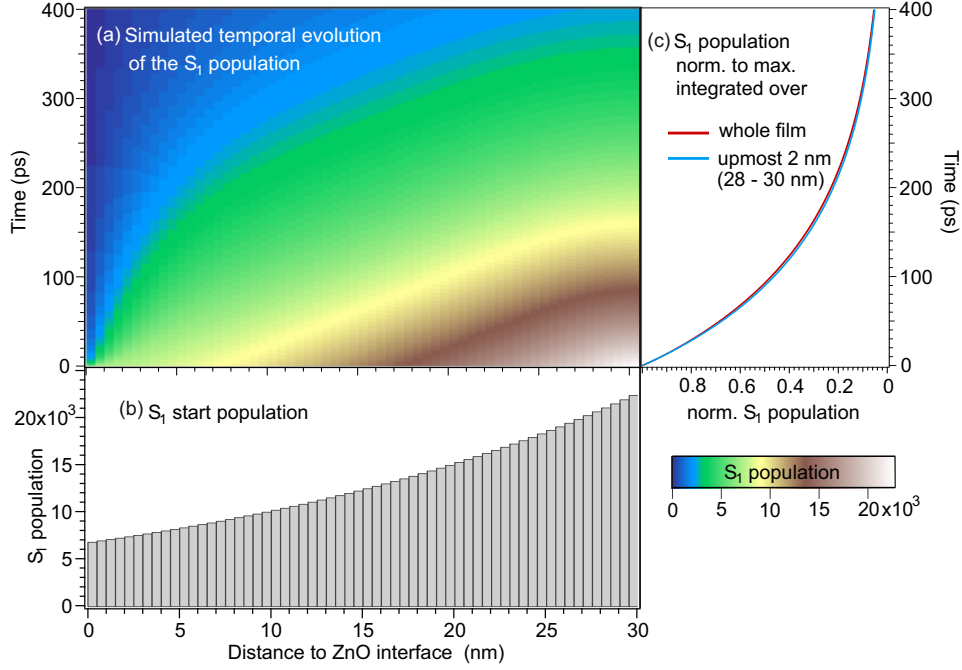 400
300
200
100
0
Time (ps)
(a) Simulated temporal evolution
of the S₁ population
(c) S₁ population
norm. to max.
integrated over
whole film
upmost 2 nm
(28 - 30 nm)
400
300
200
100
0
Time (ps)
0.8 0.6 0.4 0.2 0
norm. S₁ population
(b) S₁ start population
20x10³
15
10
5
0
S₁ population
0 5 10 15 20 25 30
Distance to ZnO interface (nm)
S₁ population
0 5 10 15 20x10³